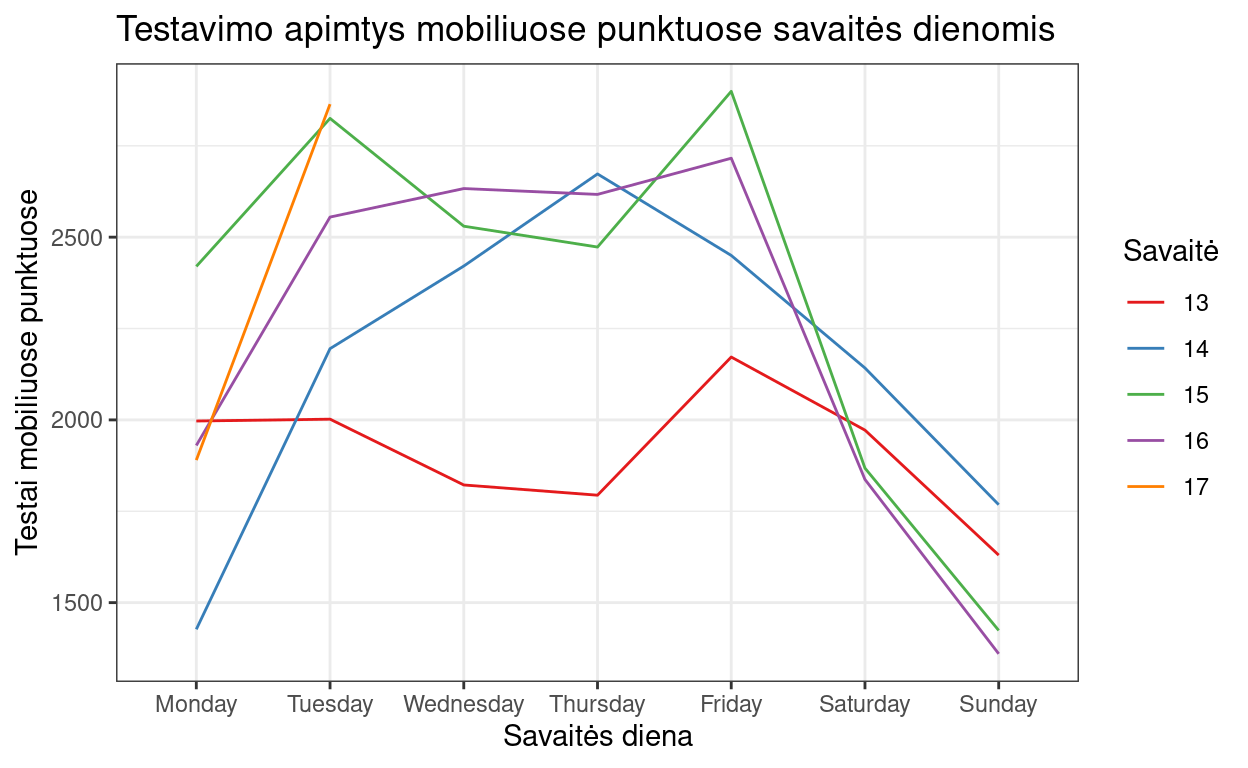 Testavimo apimtys mobiliuose punktuose savaitės dienomis
Testai mobiliuose punktuose
2500
2000
1500
Monday
Tuesday
Wednesday
Thursday
Friday
Saturday
Sunday
Savaitės diena
Savaitė
13
14
15
16
17